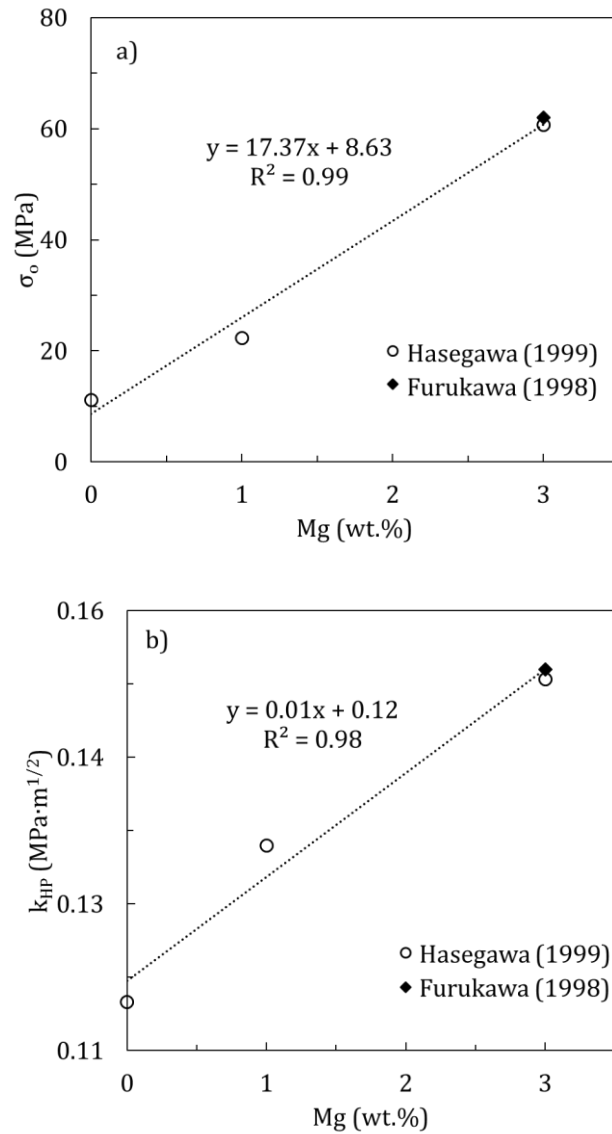 80
a)
60
y = 17.37x + 8.63
R² = 0.99
σₒ (MPa)
40
20
Hasegawa (1999)
Furukawa (1998)
0
0 1 2 3
Mg (wt.%)
0.16
b)
y = 0.01x + 0.12
R² = 0.98
0.14
k_HP (MPa·m^1/2)
0.13
Hasegawa (1999)
Furukawa (1998)
0.11
0 1 2 3
Mg (wt.%)